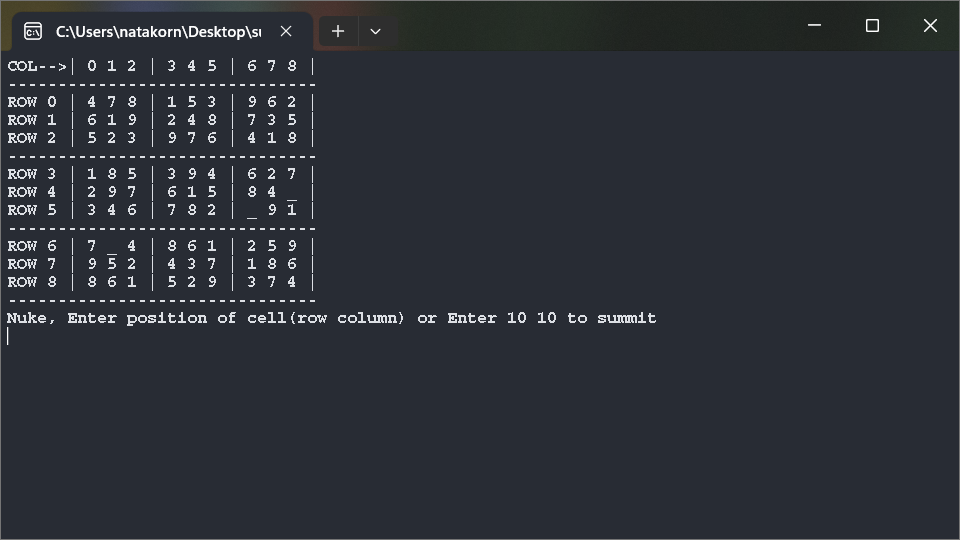 C:\Users\natakorn\Desktop\su
COL-->| 0 1 2 | 3 4 5 | 6 7 8 |
-------------------------------
ROW 0 | 4 7 8 | 1 5 3 | 9 6 2 |
ROW 1 | 6 1 9 | 2 4 8 | 7 3 5 |
ROW 2 | 5 2 3 | 9 7 6 | 4 1 8 |
-------------------------------
ROW 3 | 1 8 5 | 3 9 4 | 6 2 7 |
ROW 4 | 2 9 7 | 6 1 5 | 8 4 _ |
ROW 5 | 3 4 6 | 7 8 2 | _ 9 1 |
-------------------------------
ROW 6 | 7 _ 4 | 8 6 1 | 2 5 9 |
ROW 7 | 9 5 2 | 4 3 7 | 1 8 6 |
ROW 8 | 8 6 1 | 5 2 9 | 3 7 4 |
-------------------------------
Nuke, Enter position of cell(row column) or Enter 10 10 to summit